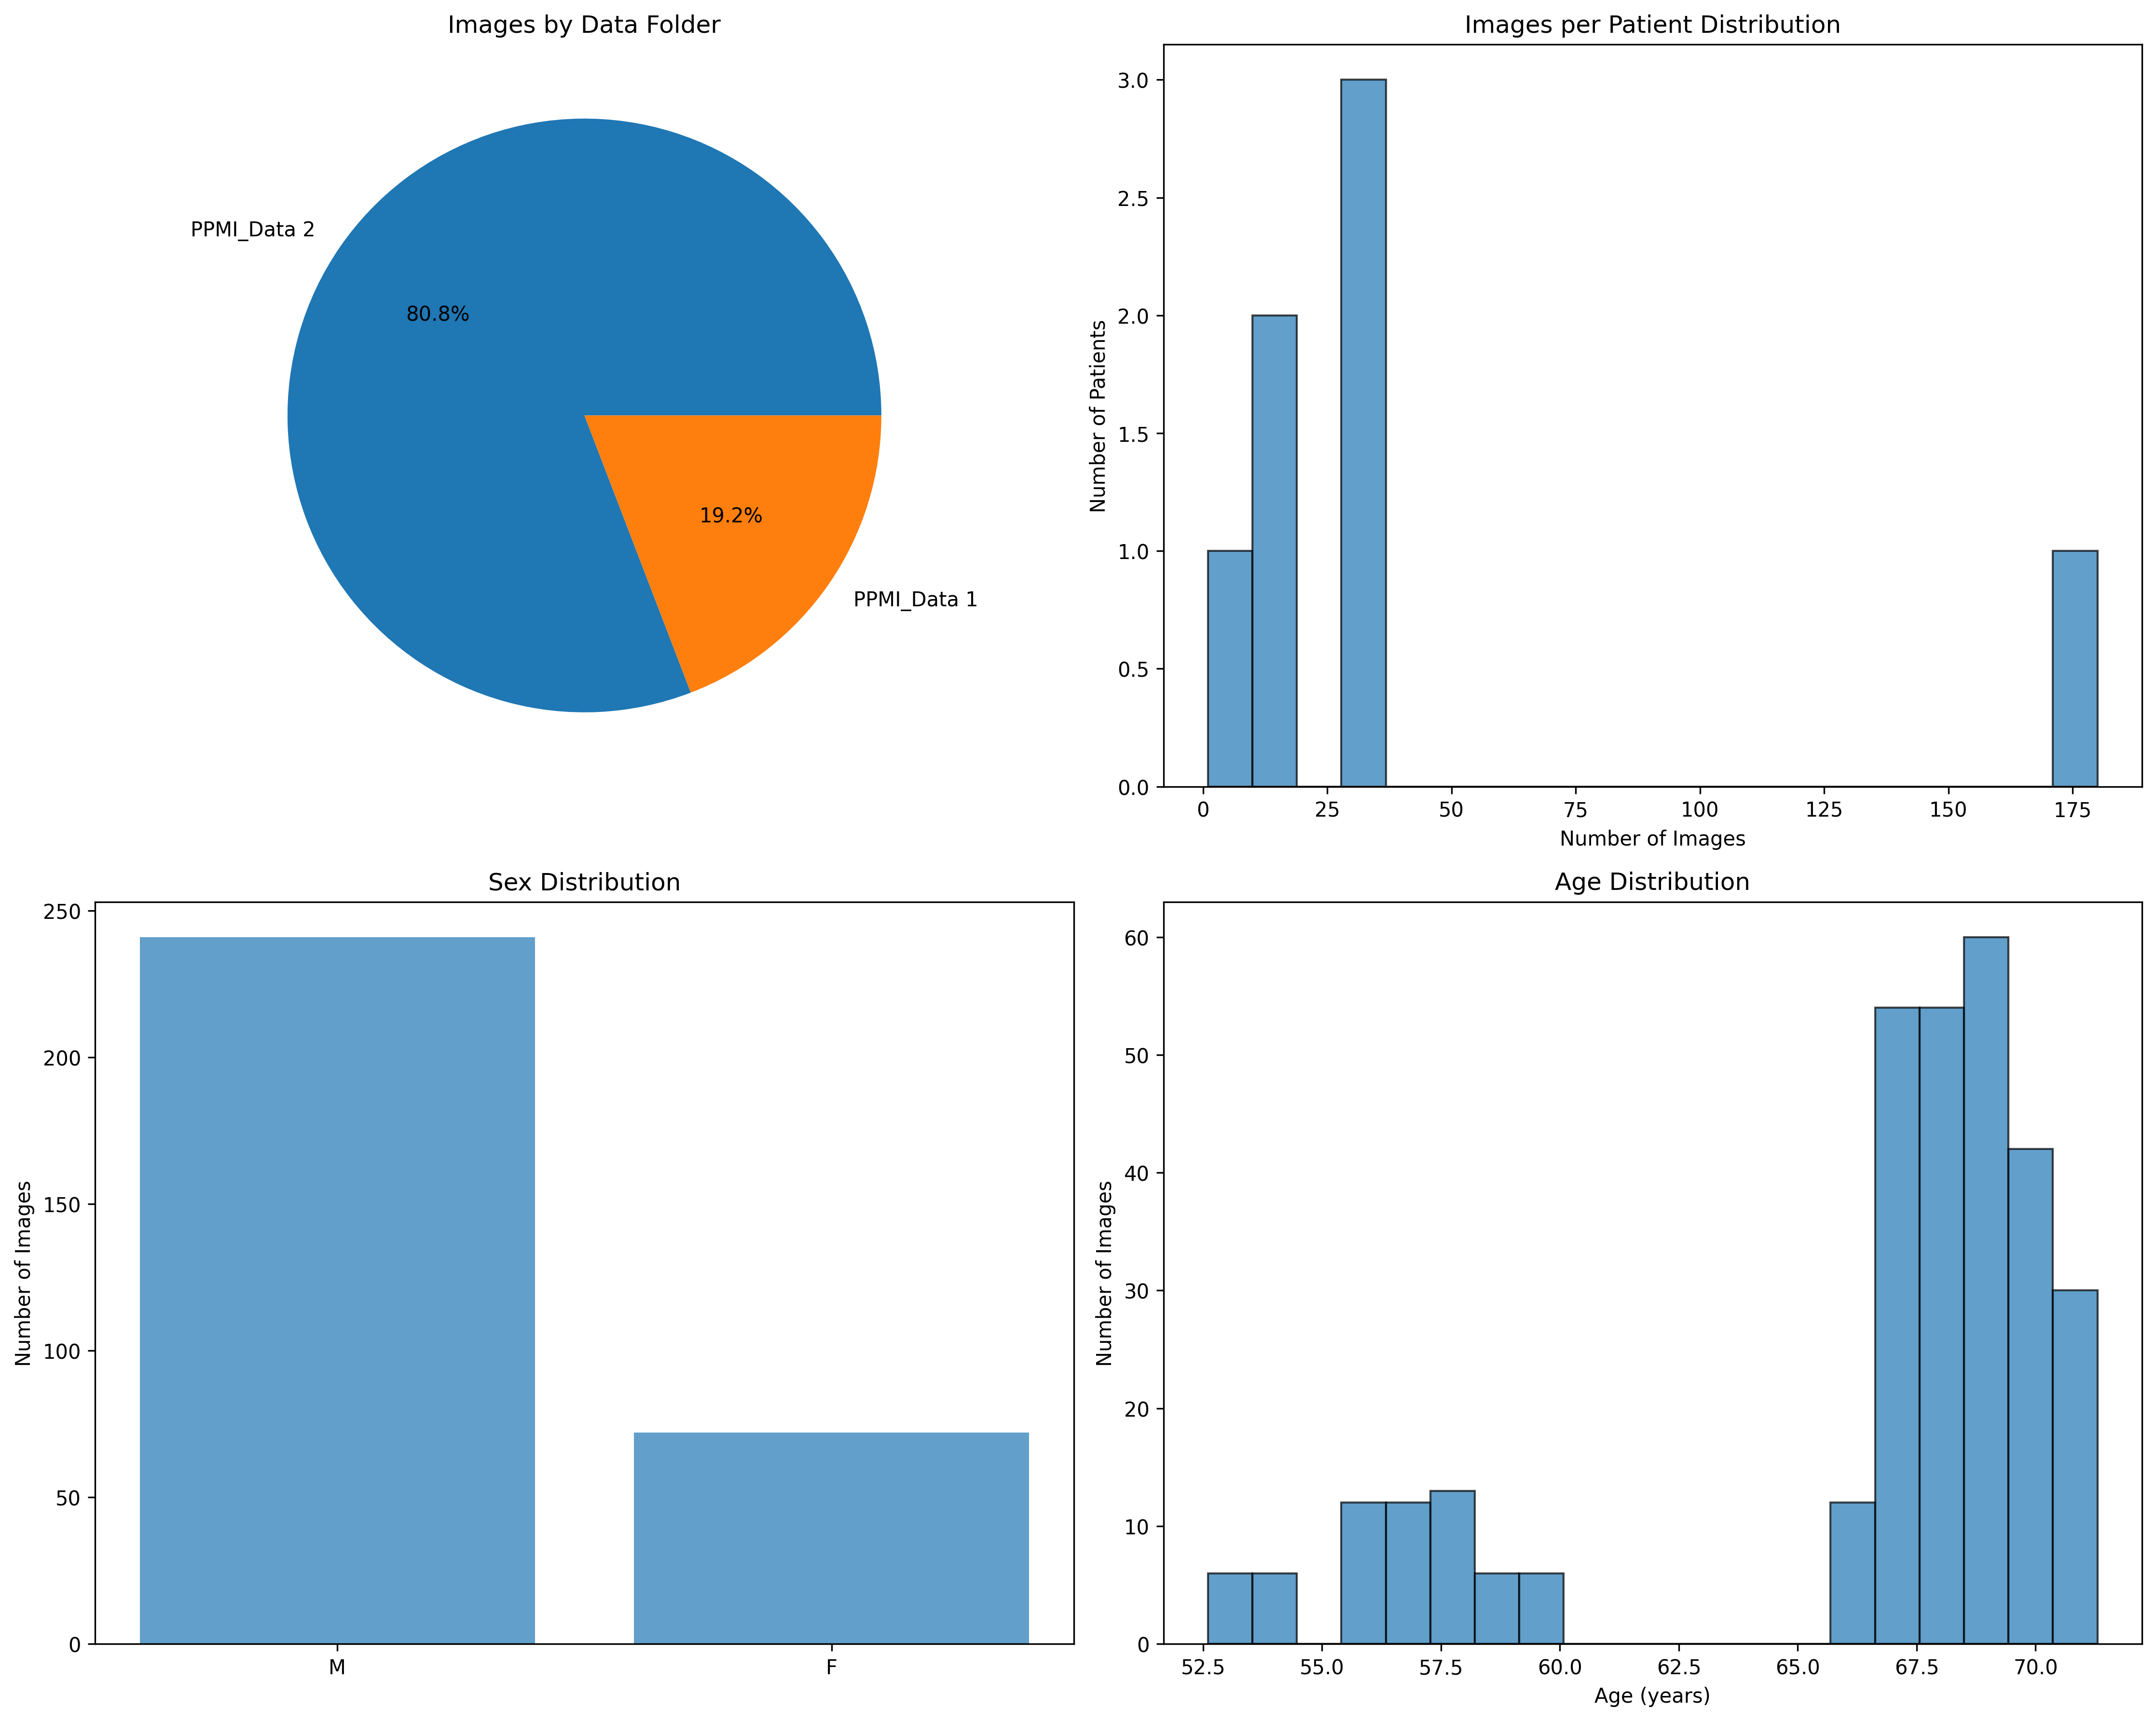 Images by Data Folder
PPMI_Data 2
80.8%
19.2%
PPMI_Data 1
Images per Patient Distribution
Number of Patients
3.0
2.5
2.0
1.5
1.0
0.5
0.0
0 25 50 75 100 125 150 175
Number of Images
Sex Distribution
Number of Images
250
200
150
100
50
0
M F
Age Distribution
Number of Images
60
50
40
30
20
10
0
52.5 55.0 57.5 60.0 62.5 65.0 67.5 70.0
Age (years)